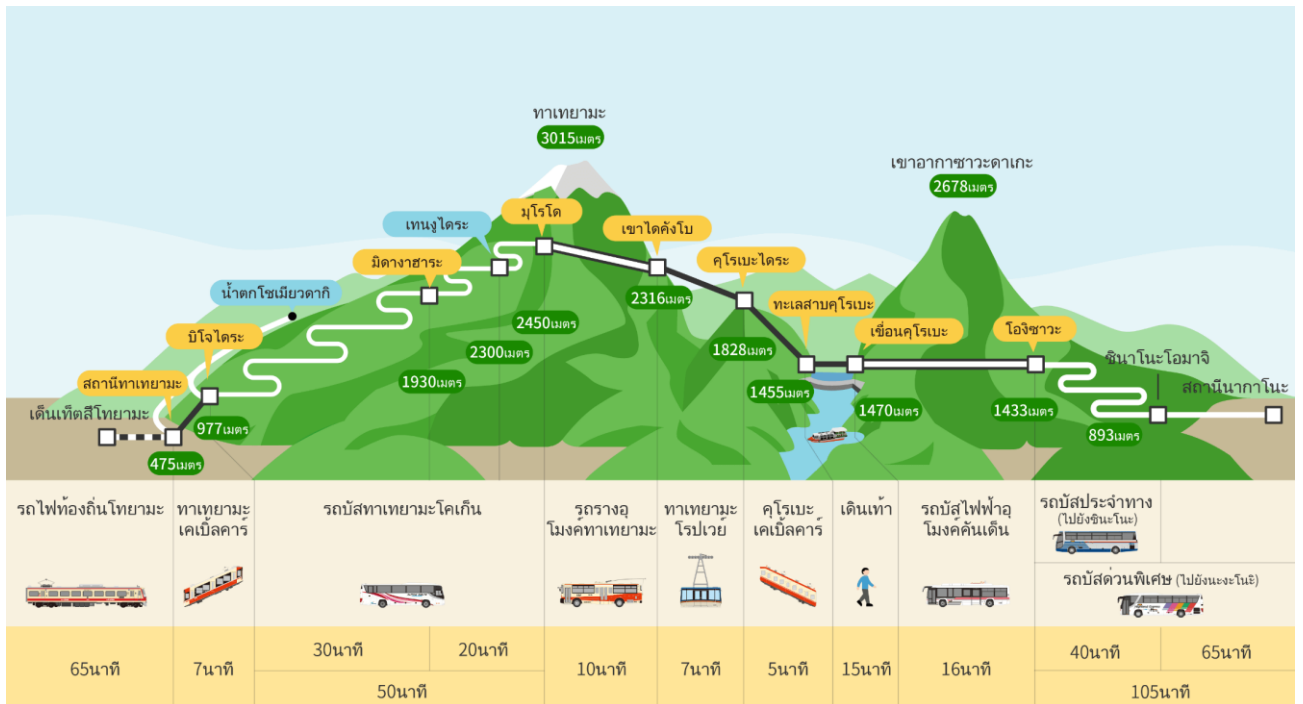 ทาเทยามะ
3015เมตร
เขาอากาซาวะดาเกะ
2678เมตร
มุโรโด
เทนงูไดระ
เขาไดคังโบ
มิดางาฮาระ
คุโรเบะไดระ
น้ำตกโชเมียวดากิ
2316เมตร
ทะเลสาบคุโรเบะ
2450เมตร
บิโจไดระ
เขื่อนคุโรเบะ
โองิซาวะ
2300เมตร
1828เมตร
ชินาโนะโอมาจิ
สถานีทาเทยามะ
1930เมตร
สถานีนากาโนะ
1455เมตร
เด็นเท็ตสึโทยามะ
977เมตร
1470เมตร
1433เมตร
893เมตร
475เมตร
รถไฟท้องถิ่นโทยามะ
ทาเทยามะ
เคเบิ้ลคาร์
รถบัสทาเทยามะโคเก็น
รถรางอุ
โมงค์ทาเทยามะ
ทาเทยามะ
โรปเวย์
คุโรเบะ
เคเบิ้ลคาร์
เดินเท้า
รถบัสไฟฟ้าอุ
โมงค์คันเด็น
รถบัสประจำทาง
(ไปยังชินะโนะ)
รถบัสด่วนพิเศษ (ไปยังนะงะโนะ)
65นาที
7นาที
30นาที
20นาที
50นาที
10นาที
7นาที
5นาที
15นาที
16นาที
40นาที
65นาที
105นาที